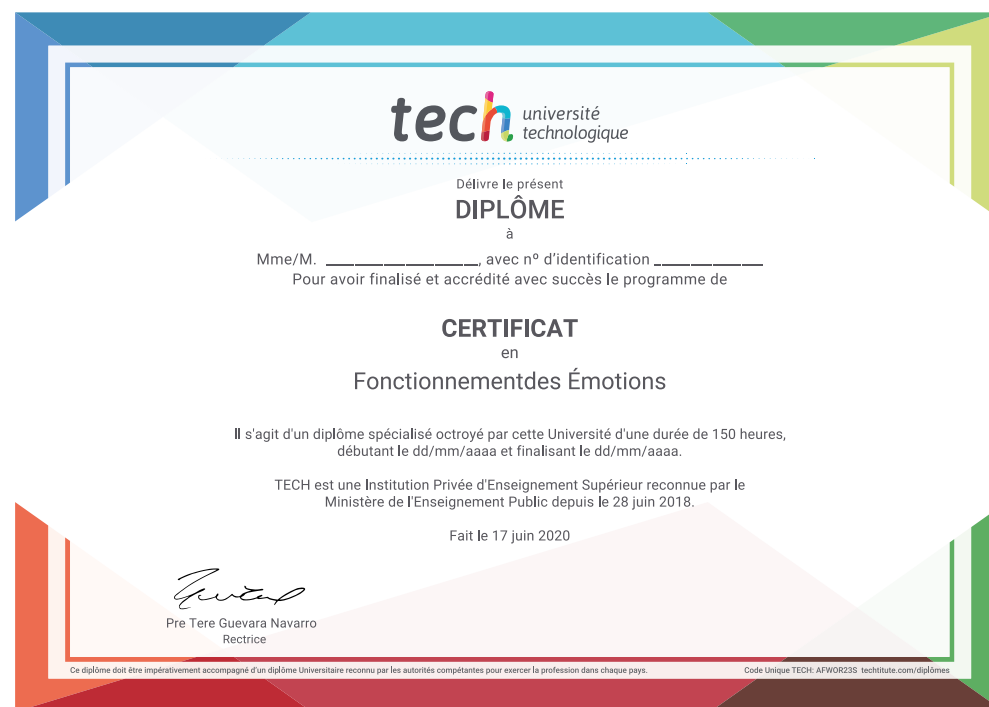 tech université
technologique
Délivre le présent
DIPLÔME
à
Mme/M. ________________, avec nº d'identification ____________
Pour avoir finalisé et accrédité avec succès le programme de
CERTIFICAT
en
Fonctionnementdes Émotions
Il s'agit d'un diplôme spécialisé octroyé par cette Université d'une durée de 150 heures,
débutant le dd/mm/aaaa et finalisant le dd/mm/aaaa.
TECH est une Institution Privée d'Enseignement Supérieur reconnue par le
Ministère de l'Enseignement Public depuis le 28 juin 2018.
Fait le 17 juin 2020
Pre Tere Guevara Navarro
Rectrice
Ce diplôme doit être impérativement accompagné d'un diplôme Universitaire reconnu par les autorités compétantes pour exercer la profession dans chaque pays.
Code Unique TECH: AFWOR23S techtitute.com/diplômes